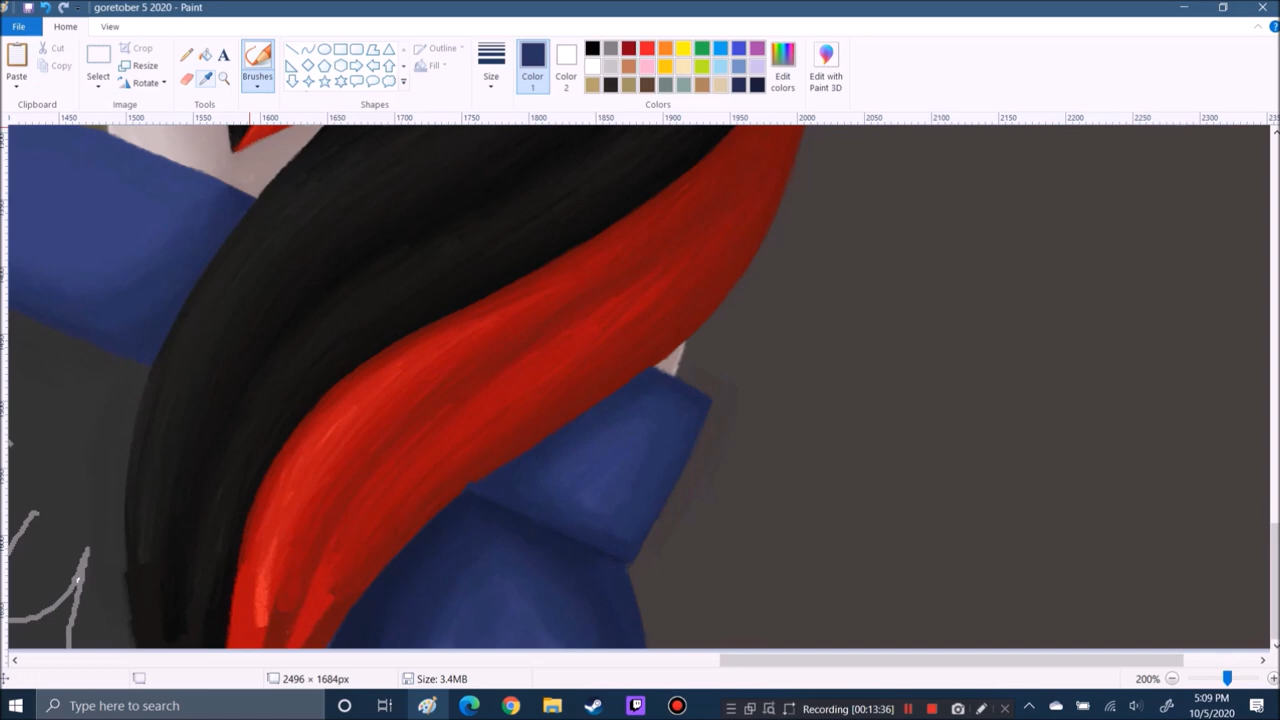 goretober 5 2020 - Paint
File Home View
Paste
Cut
Copy
Clipboard
Select
Crop
Resize
Rotate
Image
A
Tools
Brushes
Outline
Fill
Shapes
Size
Color 1
Color 2
Edit colors
Edit with Paint 3D
Colors
1450 1500 1550 1600 1650 1700 1750 1800 1850 1900 1950 2000 2050 2100 2150 2200 2250 2300
2496 × 1684px Size: 3.4MB 200%
Type here to search
Recording [00:13:36]
5:09 PM
10/5/2020